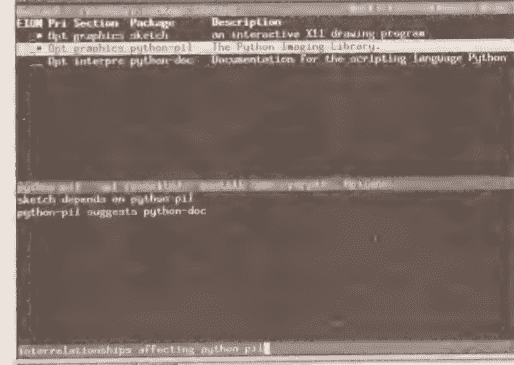 EIOM Pri Section Package Description
_* Opt graphics sketch an interactive X11 drawing program
* Opt graphics python-pil The Python Imaging Library.
__ Opt interpre python-doc Documentation for the scripting language Python
sketch depends on python pil
python-pil suggests python-doc
interrelationships affecting python pil